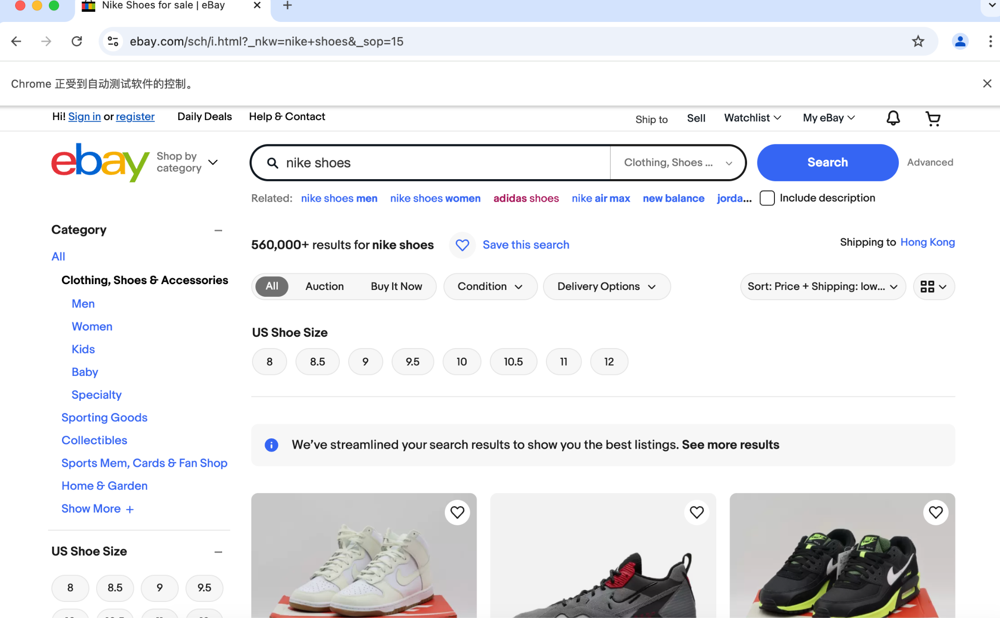 Nike Shoes for sale | eBay
ebay.com/sch/i.html?_nkw=nike+shoes&_sop=15
Chrome 正受到自动测试软件的控制。
Hi! Sign in or register Daily Deals Help & Contact Ship to Sell Watchlist My eBay
ebay Shop by category nike shoes Clothing, Shoes ... Search Advanced
Related: nike shoes men nike shoes women adidas shoes nike air max new balance jorda... Include description
Category
All
Clothing, Shoes & Accessories
Men
Women
Kids
Baby
Specialty
Sporting Goods
Collectibles
Sports Mem, Cards & Fan Shop
Home & Garden
Show More
US Shoe Size
8 8.5 9 9.5
560,000+ results for nike shoes Save this search Shipping to Hong Kong
All Auction Buy It Now Condition Delivery Options Sort: Price + Shipping: low...
US Shoe Size
8 8.5 9 9.5 10 10.5 11 12
We've streamlined your search results to show you the best listings. See more results